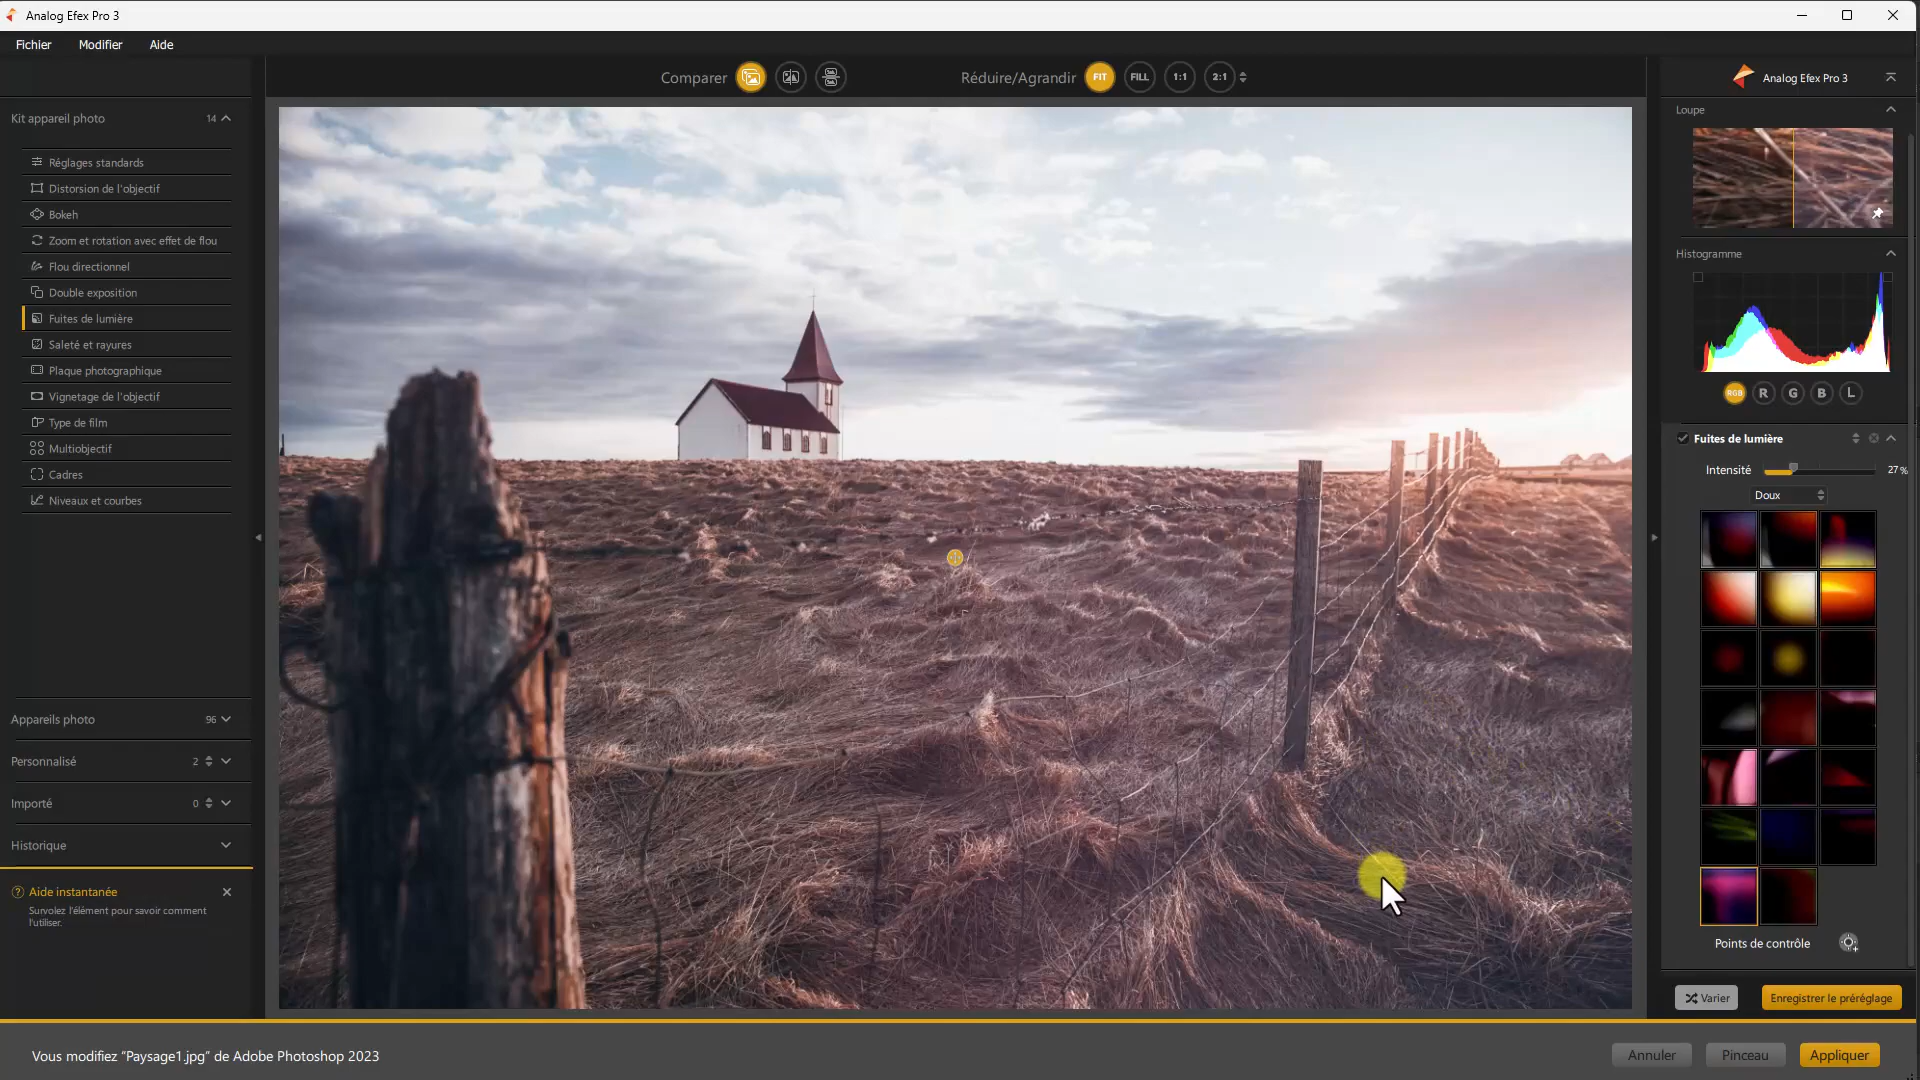 Analog Efex Pro 3
Fichier Modifier Aide
Comparer
Réduire/Agrandir FIT FILL 1:1 2:1
Analog Efex Pro 3
Kit appareil photo 14
Réglages standards
Distorsion de l'objectif
Bokeh
Zoom et rotation avec effet de flou
Flou directionnel
Double exposition
Fuites de lumière
Saleté et rayures
Plaque photographique
Vignetage de l'objectif
Type de film
Multiobjectif
Cadres
Niveaux et courbes
Appareils photo 96
Personnalisé 2
Importé 0
Historique
Aide instantanée
Survolez l'élément pour savoir comment
l'utiliser.
Loupe
Histogramme
RGB R G B L
Fuites de lumière
Intensité 27%
Doux
Points de contrôle
Varier Enregistrer le préréglage
Vous modifiez "Paysage1.jpg" de Adobe Photoshop 2023
Annuler Pinceau Appliquer